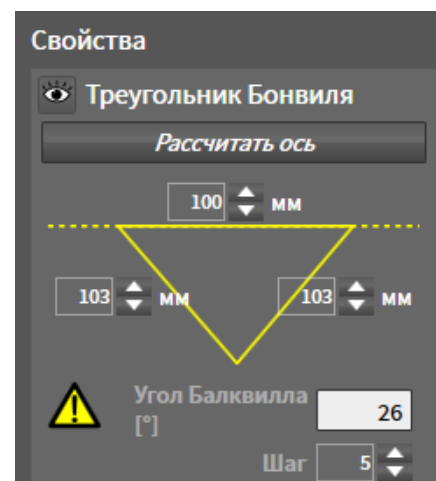 Свойства
Треугольник Бонвиля
Рассчитать ось
100 мм
103 мм 103 мм
Угол Балквилла
[°] 26
Шаг 5